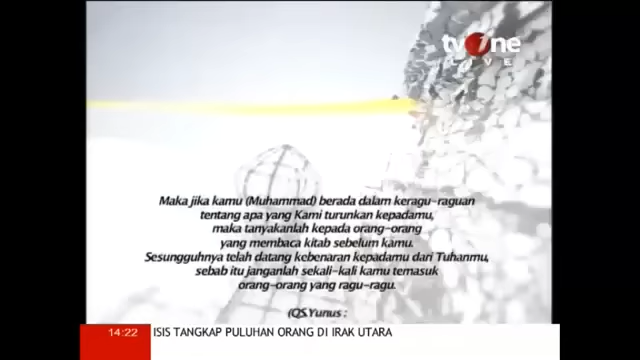 tvOne
LIVE
Maka jika kamu (Muhammad) berada dalam keragu-raguan
tentang apa yang Kami turunkan kepadamu,
maka tanyakanlah kepada orang-orang
yang membaca kitab sebelum kamu.
Sesungguhnya telah datang kebenaran kepadamu dari Tuhanmu,
sebab itu janganlah sekali-kali kamu temasuk
orang-orang yang ragu-ragu.
(QS.Yunus :
14:22 ISIS TANGKAP PULUHAN ORANG DI IRAK UTARA